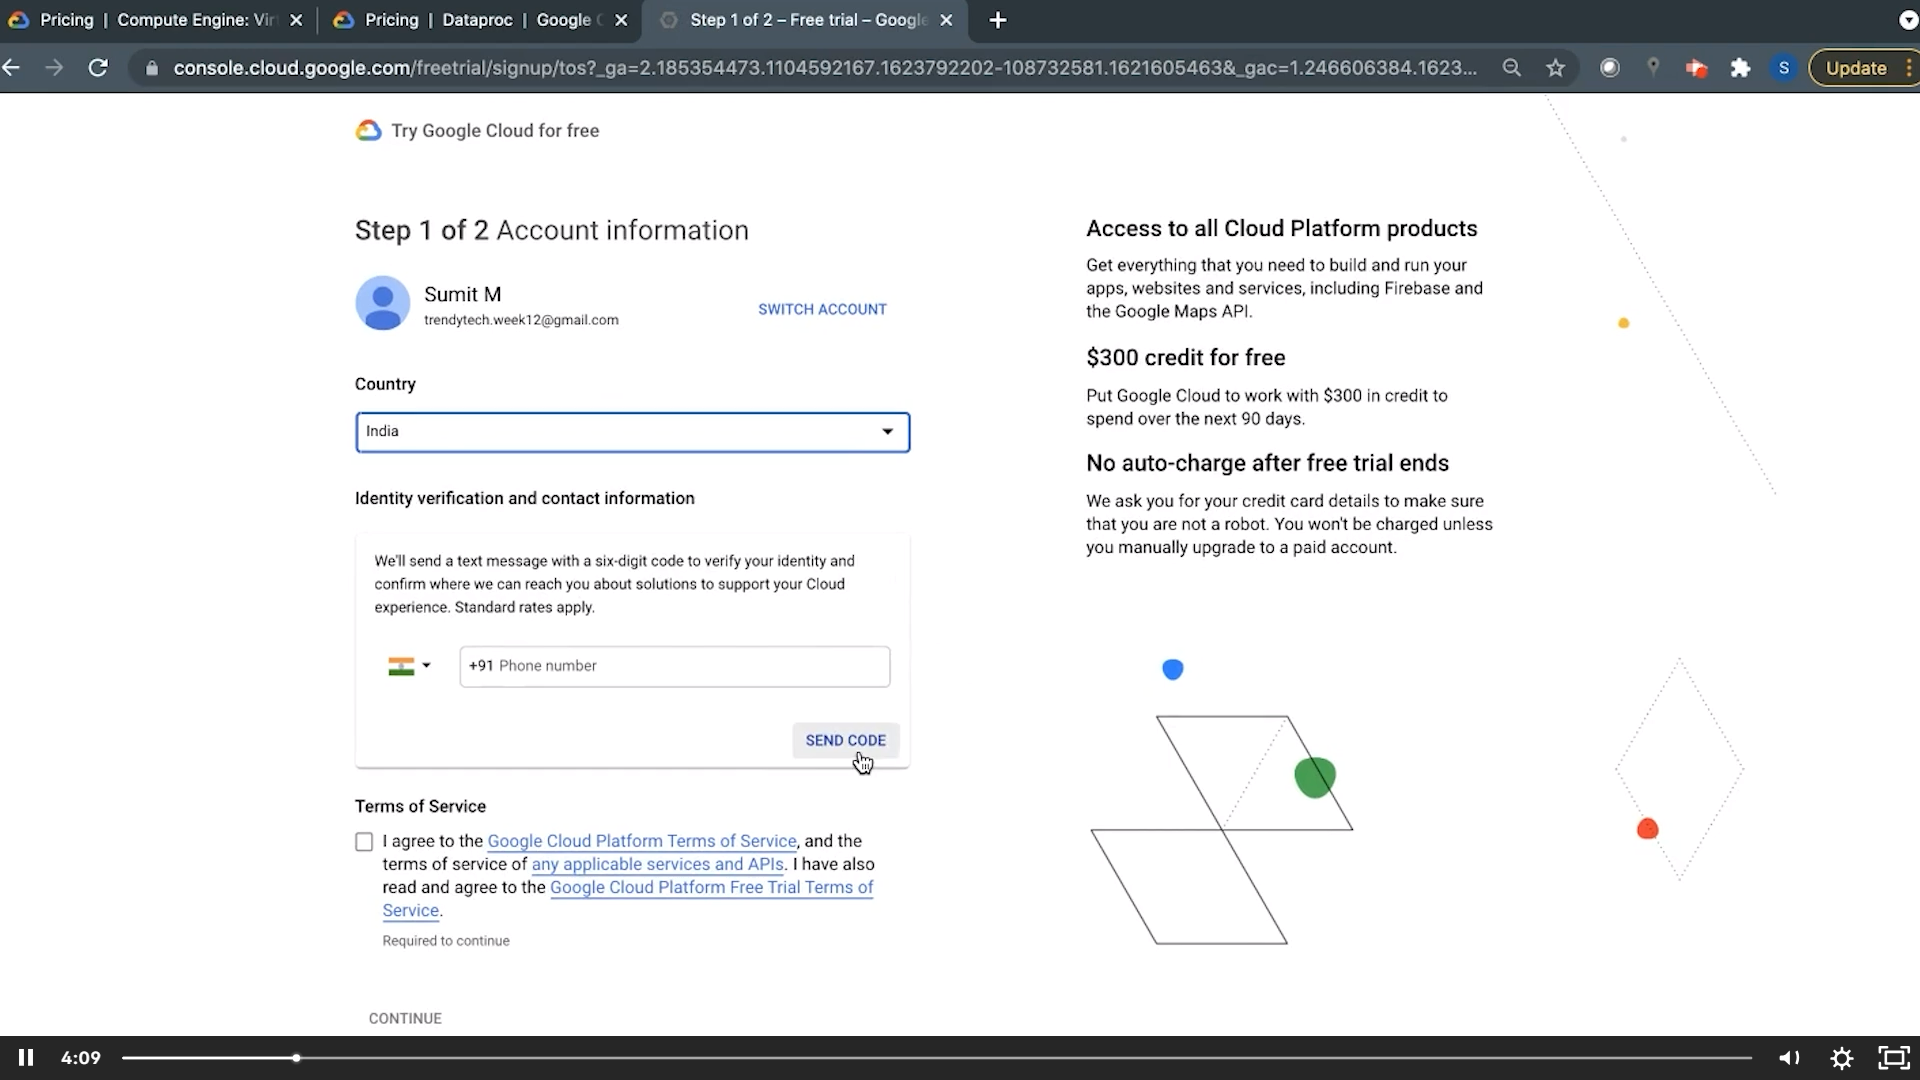 Pricing | Compute Engine: Vir
Pricing | Dataproc | Google
Step 1 of 2 – Free trial – Google
console.cloud.google.com/freetrial/signup/tos?_ga=2.185354473.1104592167.1623792202-108732581.1621605463&_gac=1.246606384.1623...
S
Update
Try Google Cloud for free
Step 1 of 2 Account information
Sumit M
trendytech.week12@gmail.com
SWITCH ACCOUNT
Country
India
Identity verification and contact information
We'll send a text message with a six-digit code to verify your identity and
confirm where we can reach you about solutions to support your Cloud
experience. Standard rates apply.
+91 Phone number
SEND CODE
Terms of Service
I agree to the Google Cloud Platform Terms of Service, and the
terms of service of any applicable services and APIs. I have also
read and agree to the Google Cloud Platform Free Trial Terms of
Service.
Required to continue
CONTINUE
Access to all Cloud Platform products
Get everything that you need to build and run your
apps, websites and services, including Firebase and
the Google Maps API.
$300 credit for free
Put Google Cloud to work with $300 in credit to
spend over the next 90 days.
No auto-charge after free trial ends
We ask you for your credit card details to make sure
that you are not a robot. You won't be charged unless
you manually upgrade to a paid account.
4:09